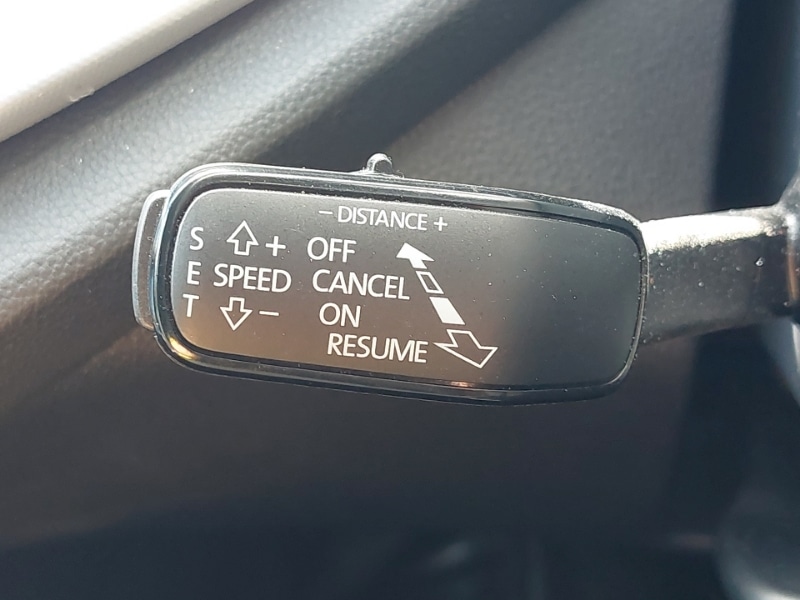 − DISTANCE +
S + OFF
E SPEED CANCEL
T − ON
RESUME